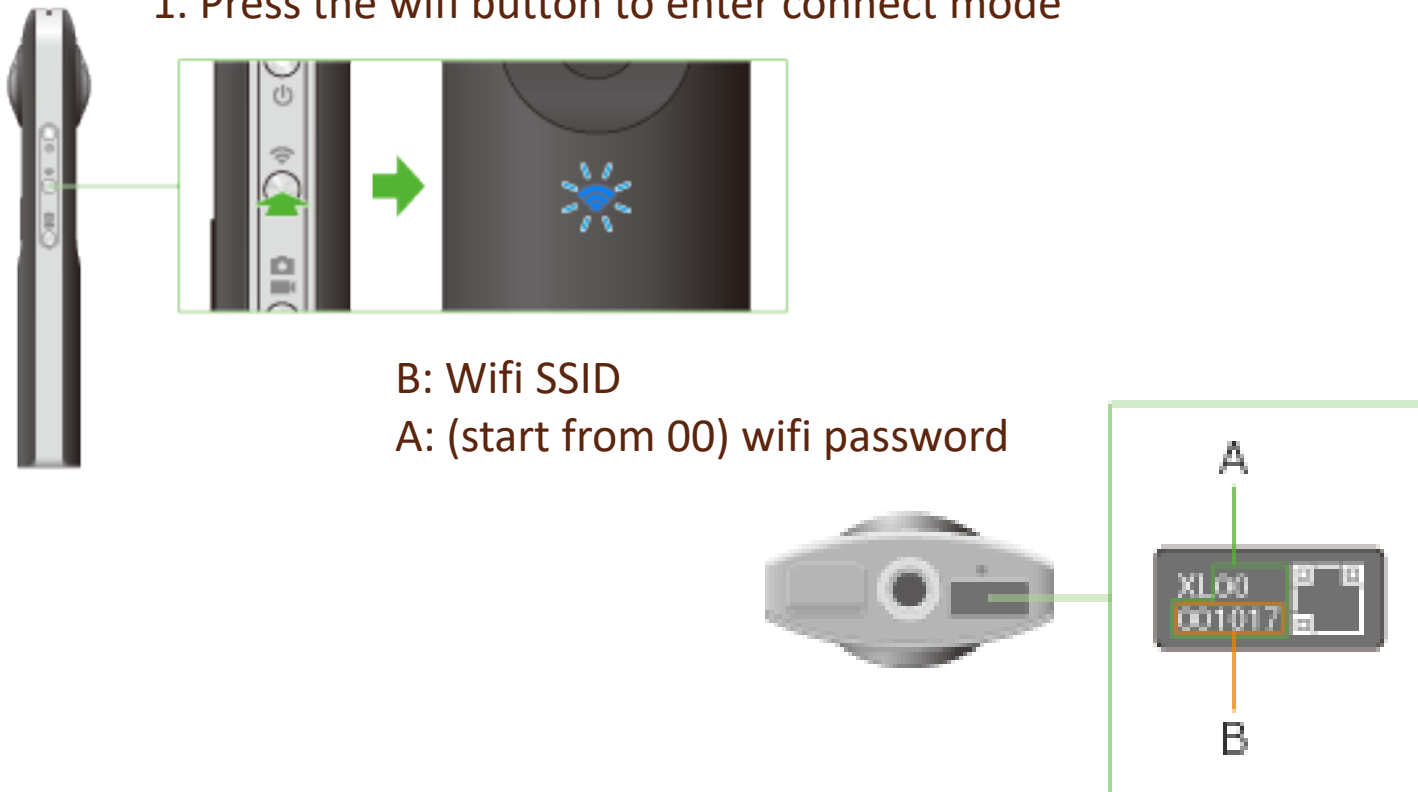 1. Press the wifi button to enter connect mode
B: Wifi SSID
A: (start from 00) wifi password
A
XL00
001017
B